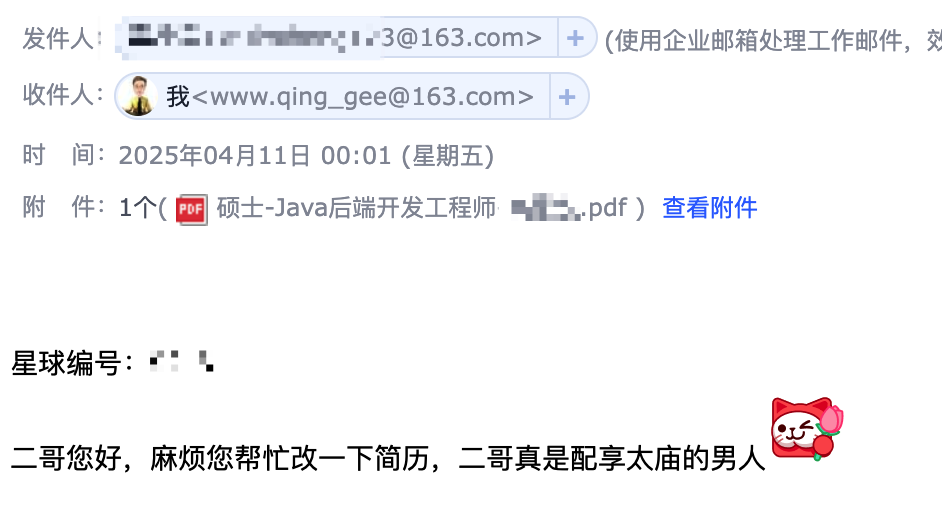 发件人： 3@163.com> + (使用企业邮箱处理工作邮件，效
收件人： 我<www.qing_gee@163.com> +
时 间： 2025年04月11日 00:01 (星期五)
附 件： 1个( PDF 硕士-Java后端开发工程师- .pdf ) 查看附件
星球编号：
二哥您好，麻烦您帮忙改一下简历，二哥真是配享太庙的男人